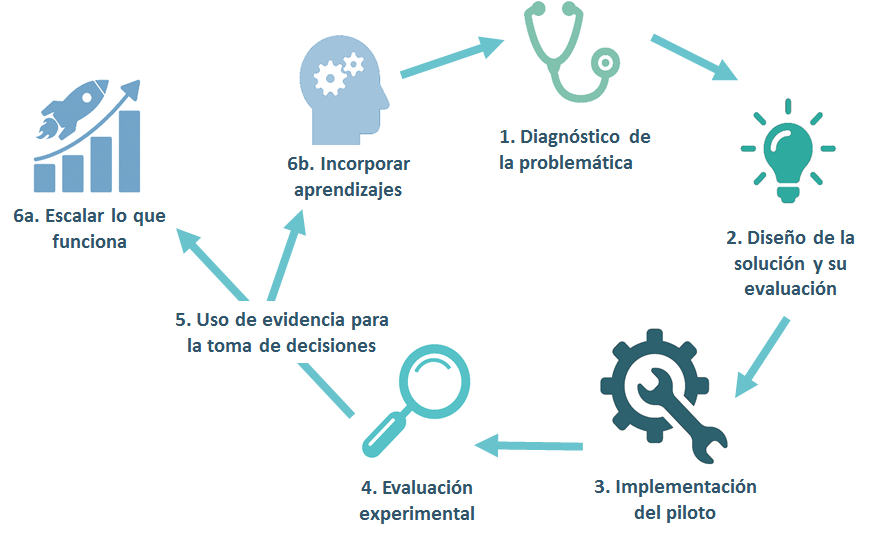 1. Diagnóstico de
la problemática
2. Diseño de la
solución y su
evaluación
3. Implementación
del piloto
4. Evaluación
experimental
5. Uso de evidencia para
la toma de decisiones
6a. Escalar lo que
funciona
6b. Incorporar
aprendizajes